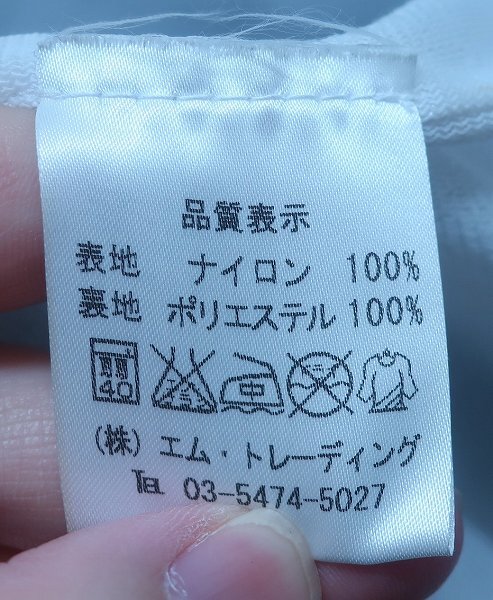 品質表示
表地 ナイロン 100%
裏地 ポリエステル 100%
40
(株) エム・トレーディング
TEL 03-5474-5027